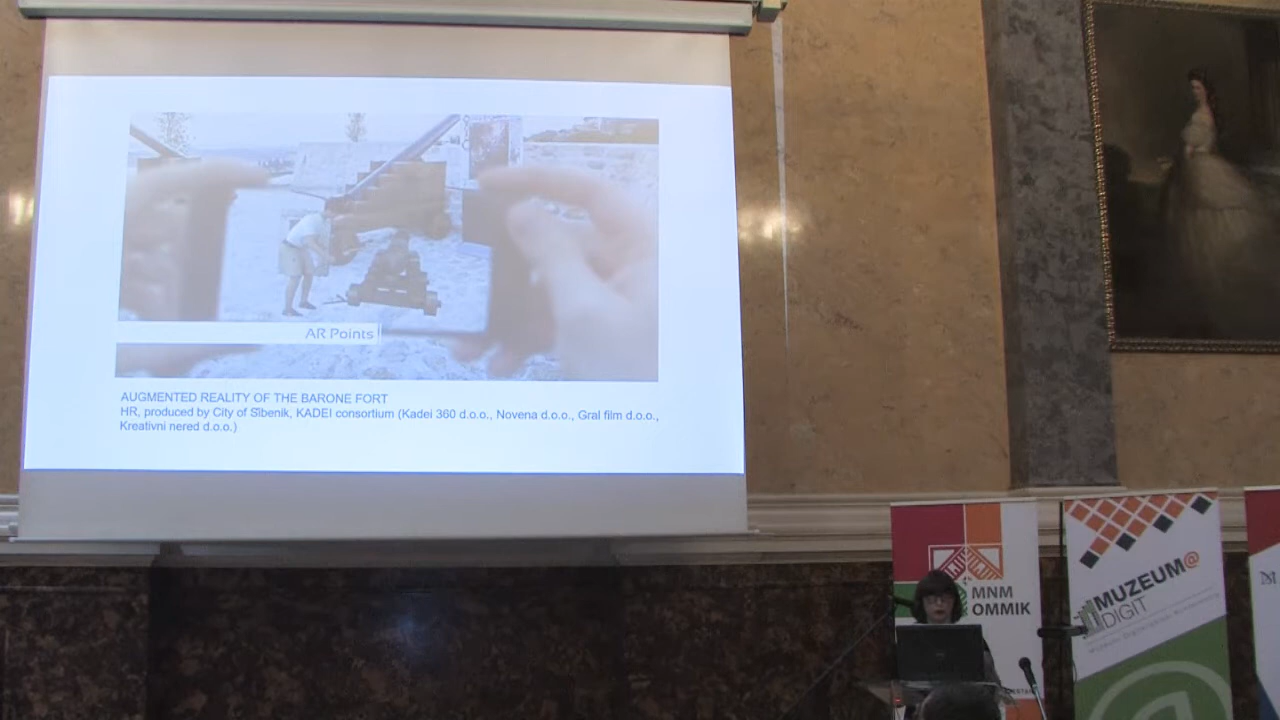 AR Points
AUGMENTED REALITY OF THE BARONE FORT
HR, produced by City of Sibenik, KADEI consortium (Kadei 360 d.o.o., Novena d.o.o., Gral film d.o.o.,
Kreativni nered d.o.o.)
MNM
OMMIK
MUZEUM@
DIGIT